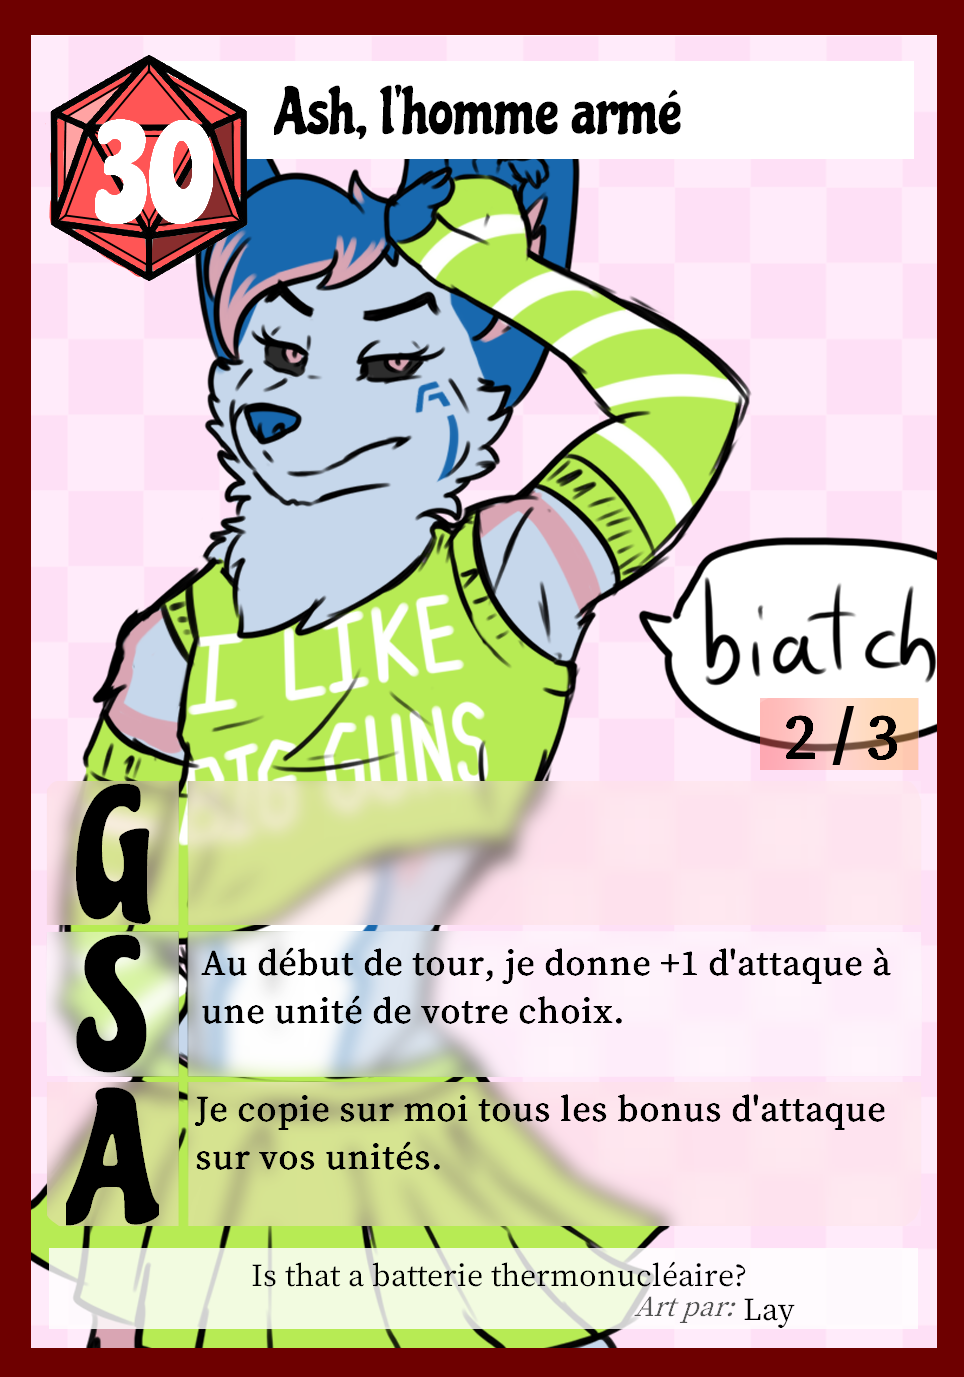 30
Ash, l'homme armé
I LIKE
BIG GUNS
biatch
2 / 3
G
S
Au début de tour, je donne +1 d'attaque à
une unité de votre choix.
A
Je copie sur moi tous les bonus d'attaque
sur vos unités.
Is that a batterie thermonucléaire?
Art par: Lay